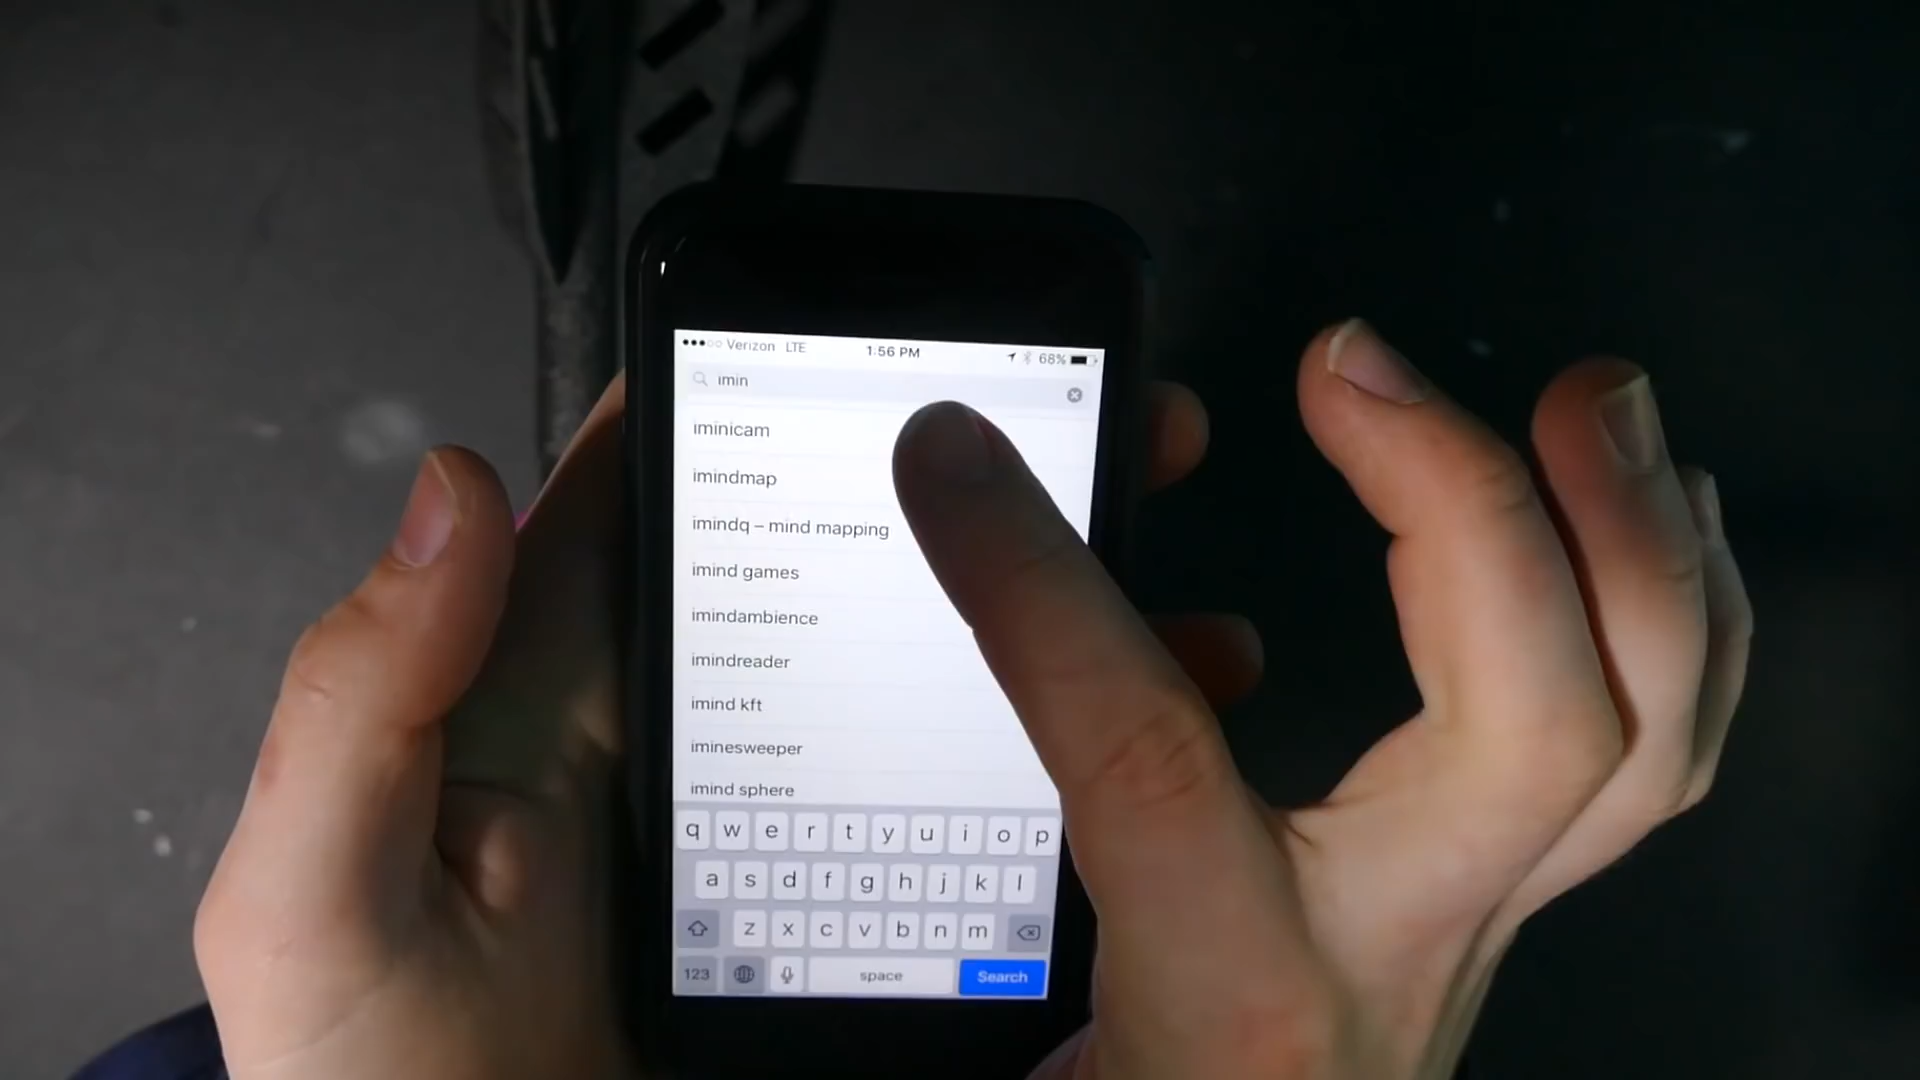 Verizon LTE 1:56 PM 68%
imin
iminicam
imindmap
imindq – mind mapping
imind games
imindambience
imindreader
imind kft
iminesweeper
imind sphere
q w e r t y u i o p
a s d f g h j k l
z x c v b n m
123 space Search